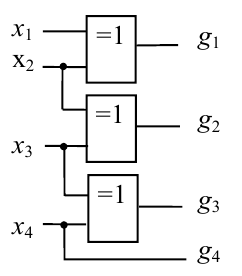 x₁ =1 g₁
x₂
=1 g₂
x₃
=1 g₃
x₄
g₄